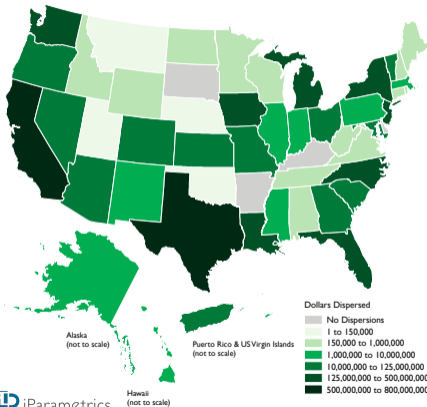 Alaska
(not to scale)
Hawaii
(not to scale)
Puerto Rico & US Virgin Islands
(not to scale)
Dollars Dispersed
No Dispersions
1 to 150,000
150,000 to 1,000,000
1,000,000 to 10,000,000
10,000,000 to 125,000,000
125,000,000 to 500,000,000
500,000,000 to 800,000,000
iParametrics